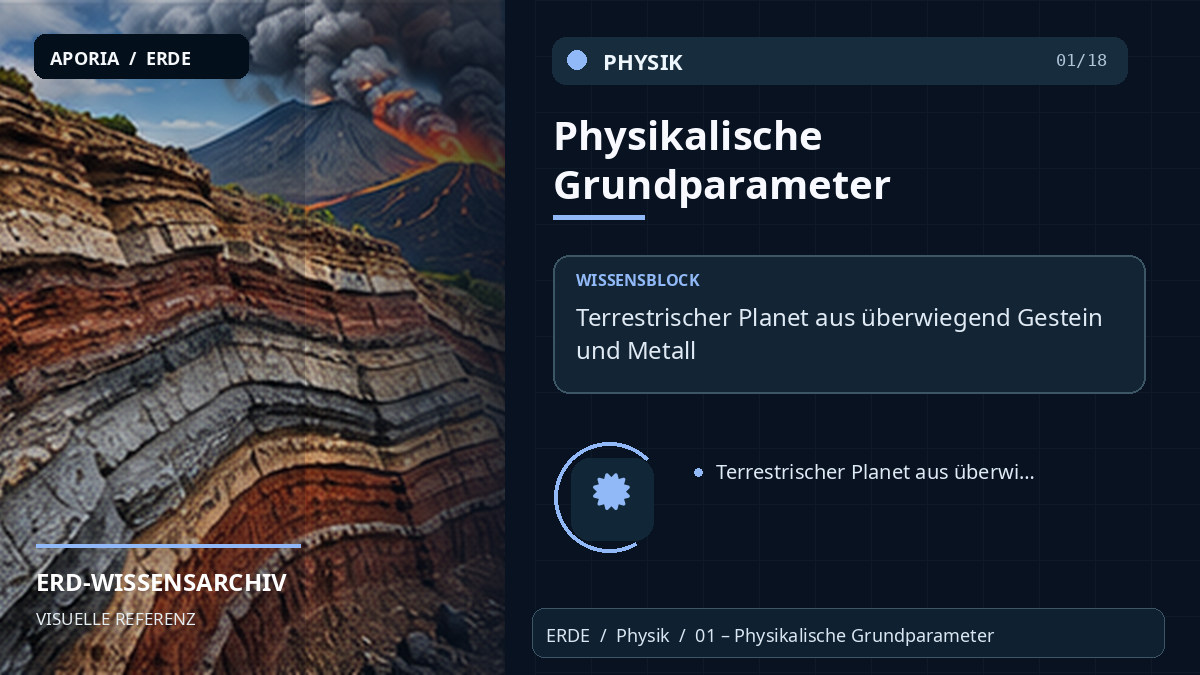 APORIA / ERDE
PHYSIK
01/18
Physikalische
Grundparameter
WISSENSBLOCK
Terrestrischer Planet aus überwiegend Gestein
und Metall
Terrestrischer Planet aus überwi...
ERD-WISSENSARCHIV
VISUELLE REFERENZ
ERDE / Physik / 01 – Physikalische Grundparameter